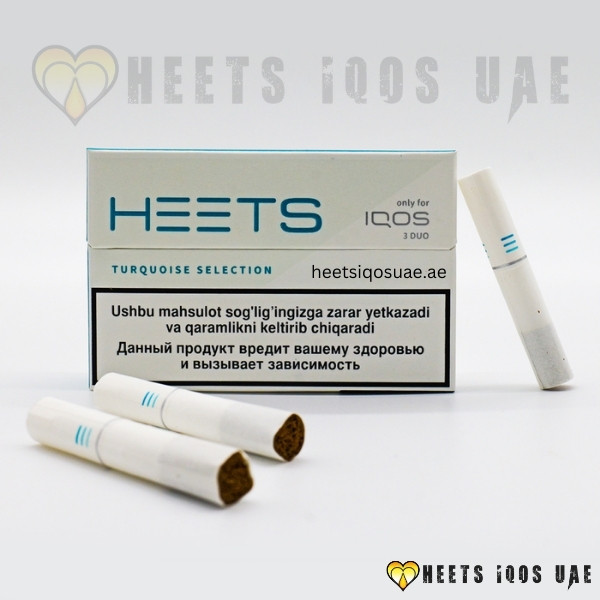 HEETS iQOS UAE
HEETS
only for
IQOS
3 DUO
TURQUOISE SELECTION
heetsiqosuae.ae
Ushbu mahsulot sog'lig'ingizga zarar yetkazadi
va qaramlikni keltirib chiqaradi
Данный продукт вредит вашему здоровью
и вызывает зависимость
HEETS iQOS UAE